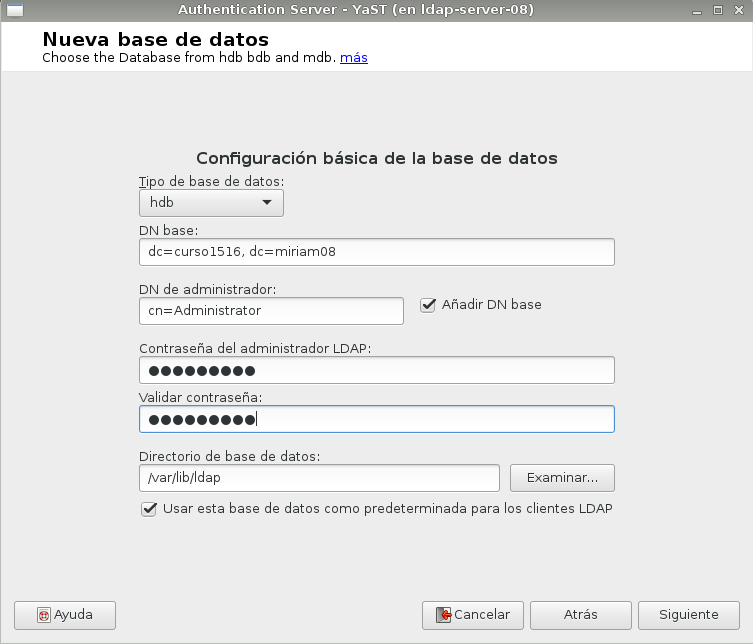 Authentication Server - YaST (en ldap-server-08)
Nueva base de datos
Choose the Database from hdb bdb and mdb. más
Configuración básica de la base de datos
Tipo de base de datos:
hdb
DN base:
dc=curso1516, dc=miriam08
DN de administrador:
cn=Administrator
Añadir DN base
Contraseña del administrador LDAP:
●●●●●●●●●
Validar contraseña:
●●●●●●●●●
Directorio de base de datos:
/var/lib/ldap
Examinar...
Usar esta base de datos como predeterminada para los clientes LDAP
Ayuda
Cancelar
Atrás
Siguiente